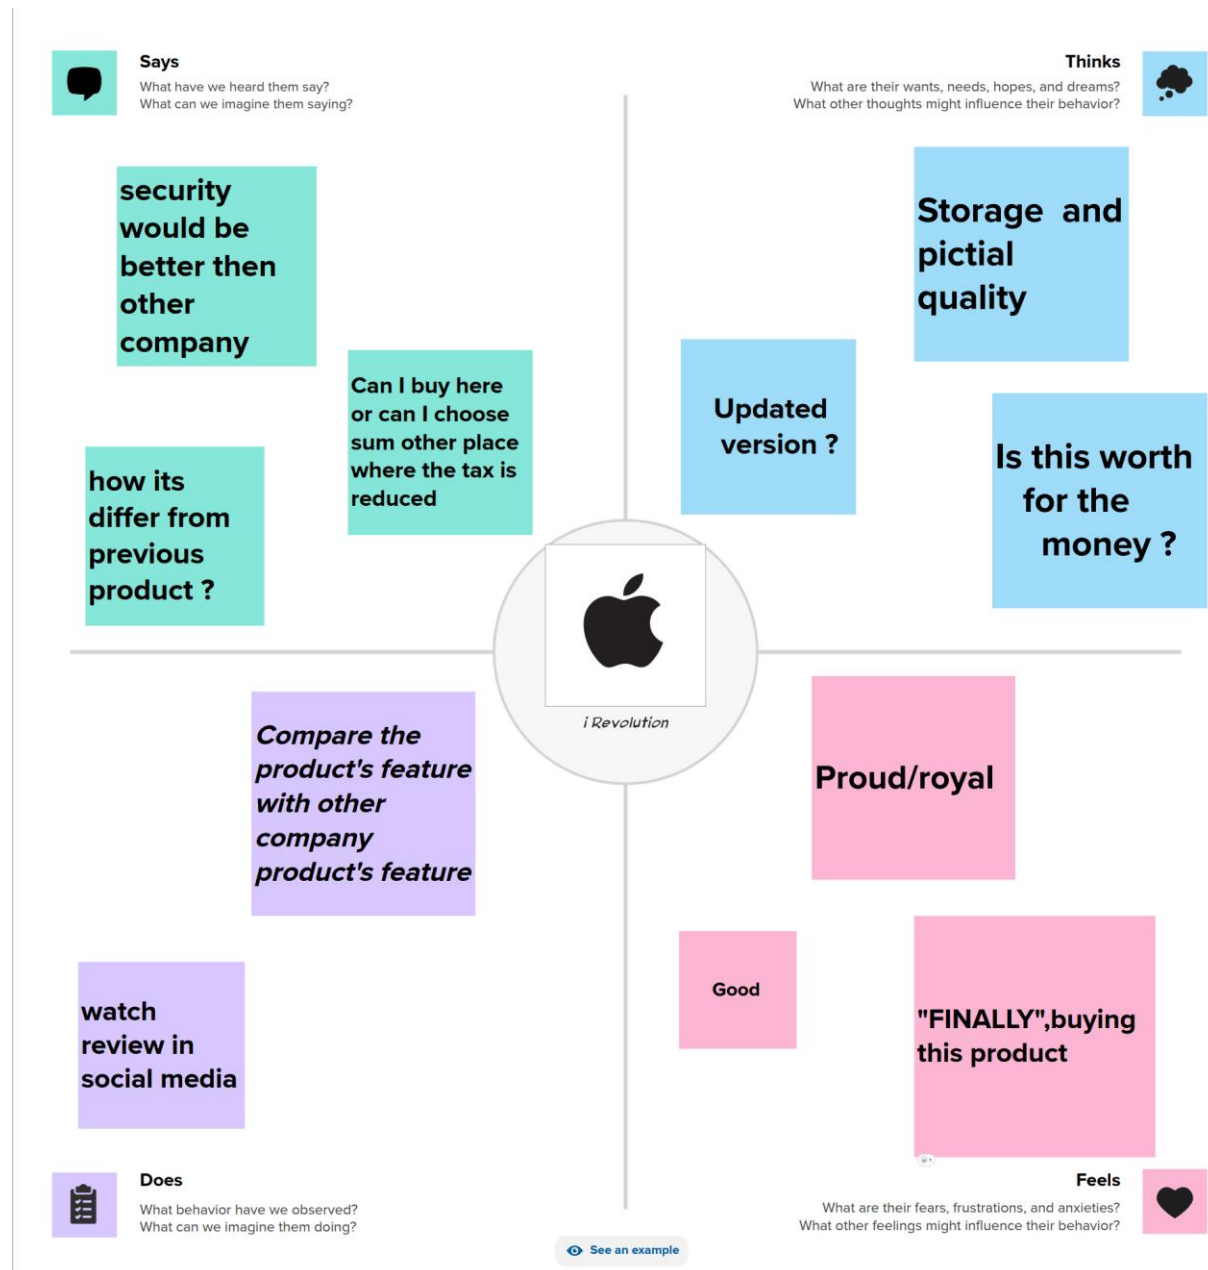 Says
What have we heard them say?
What can we imagine them saying?
Thinks
What are their wants, needs, hopes, and dreams?
What other thoughts might influence their behavior?
security
would be
better then
other
company
Can I buy here
or can I choose
sum other place
where the tax is
reduced
how its
differ from
previous
product ?
Storage and
pictial
quality
Updated
version ?
Is this worth
for the
money ?
i Revolution
Compare the
product's feature
with other
company
product's feature
watch
review in
social media
Proud/royal
Good
"FINALLY",buying
this product
Does
What behavior have we observed?
What can we imagine them doing?
Feels
What are their fears, frustrations, and anxieties?
What other feelings might influence their behavior?
See an example